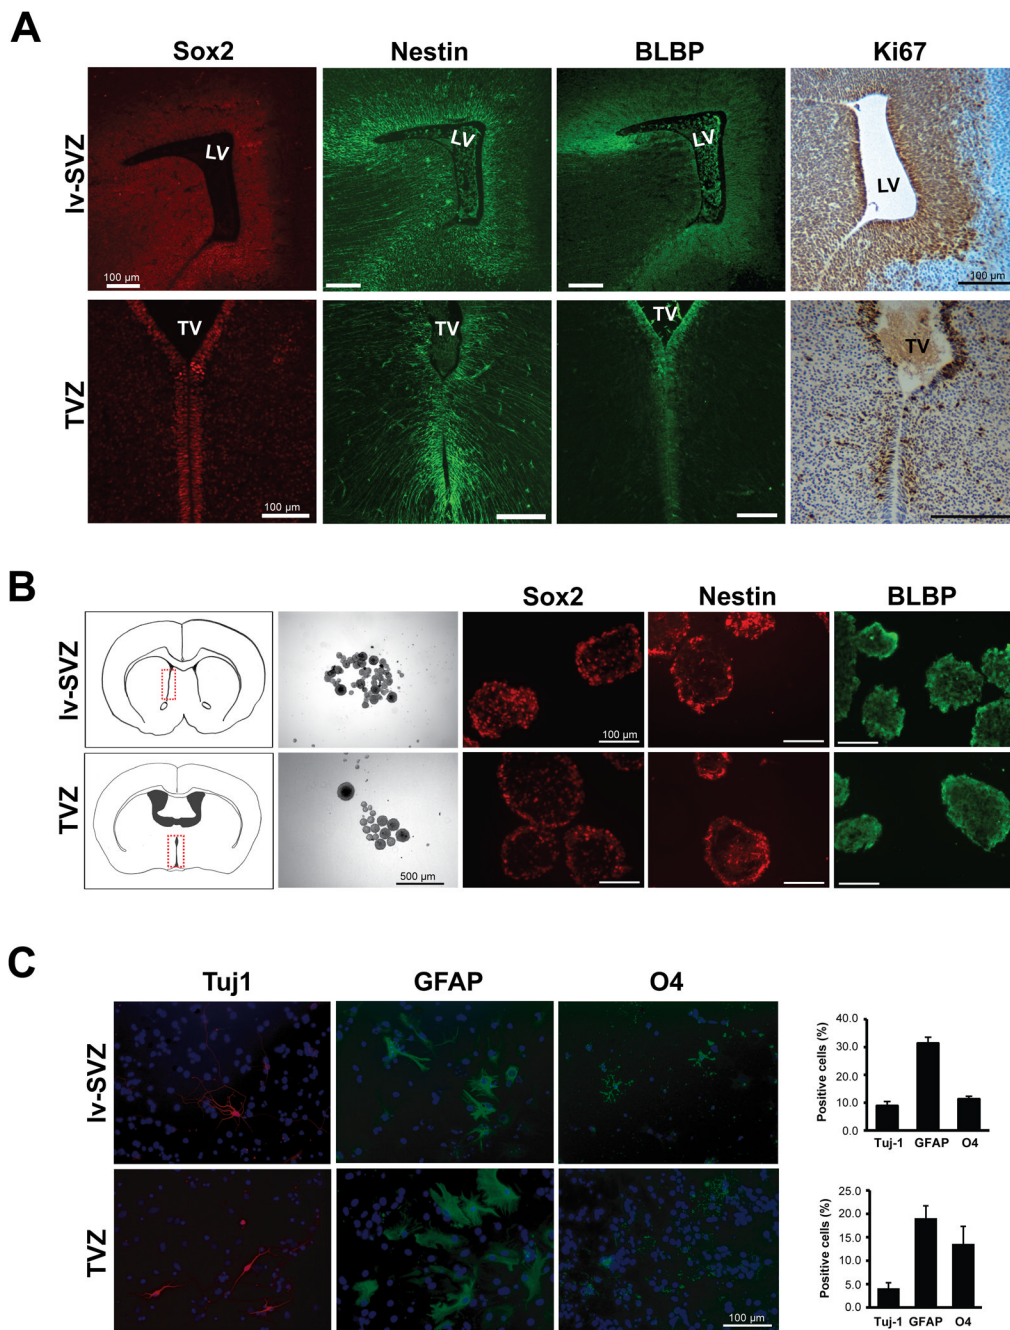 A
Sox2 Nestin BLBP Ki67
lv-SVZ
LV LV LV LV
100 µm 100 µm
TVZ
TV TV TV TV
100 µm
B
Sox2 Nestin BLBP
lv-SVZ
100 µm
TVZ
500 µm
C
Tuj1 GFAP O4
lv-SVZ
Positive cells (%)
40.0
30.0
20.0
10.0
0.0
Tuj-1 GFAP O4
TVZ
100 µm
Positive cells (%)
25.0
20.0
15.0
10.0
5.0
0.0
Tuj-1 GFAP O4